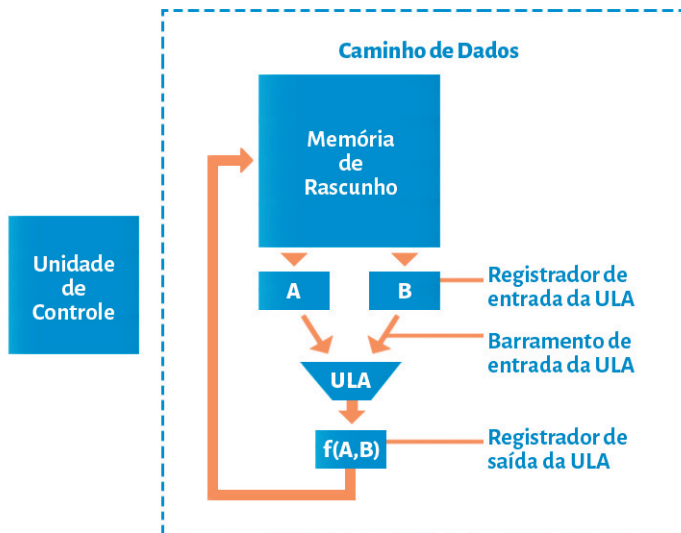 Caminho de Dados
Memória
de
Rascunho
Unidade
de
Controle
A
B
Registrador de
entrada da ULA
Barramento de
entrada da ULA
ULA
f(A,B)
Registrador de
saída da ULA